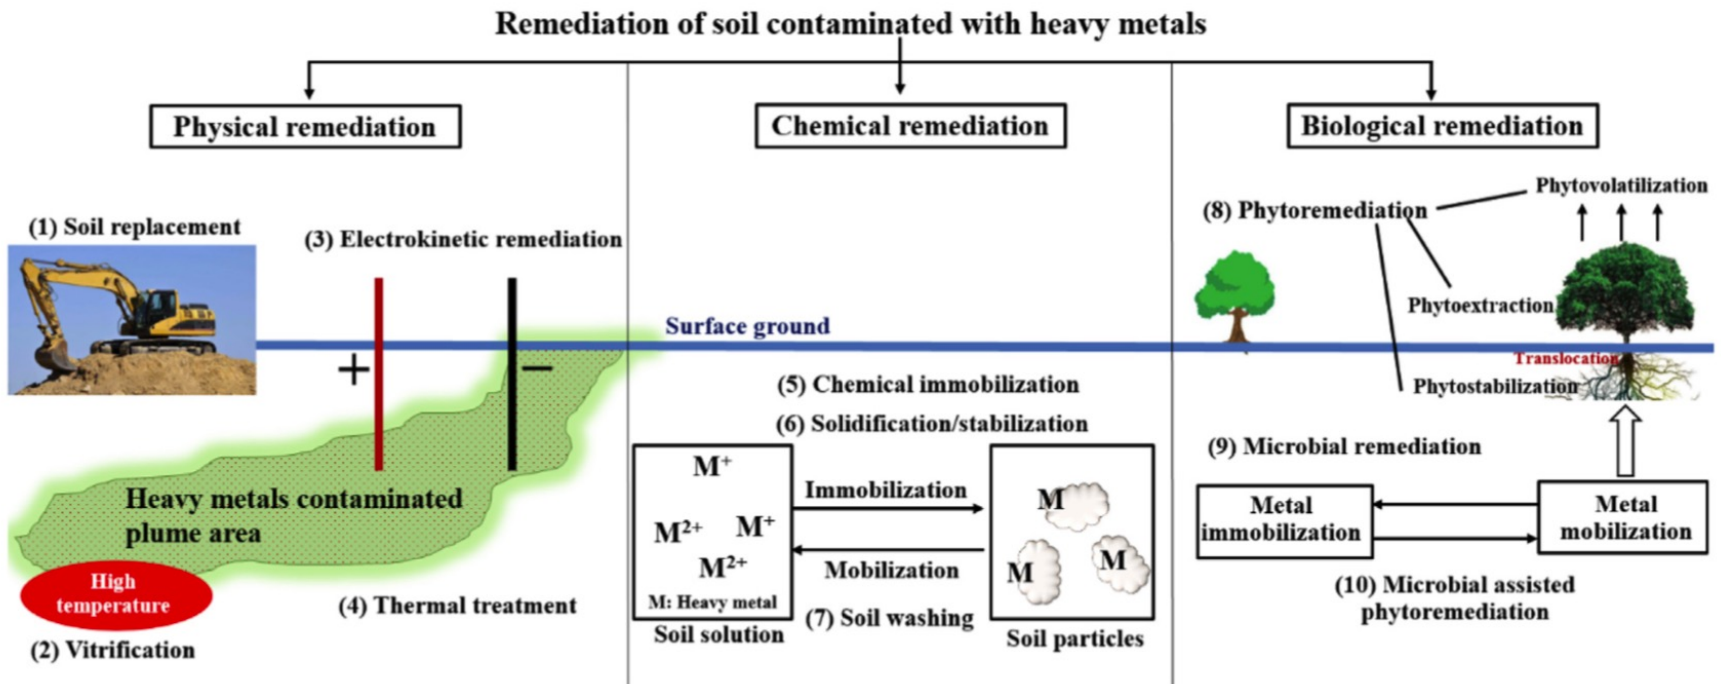 Remediation of soil contaminated with heavy metals
Physical remediation
Chemical remediation
Biological remediation
(1) Soil replacement
(3) Electrokinetic remediation
+
−
Heavy metals contaminated
plume area
High
temperature
(2) Vitrification
(4) Thermal treatment
Surface ground
(5) Chemical immobilization
(6) Solidification/stabilization
M⁺
M²⁺
M⁺
M²⁺
M: Heavy metal
Soil solution
Immobilization
Mobilization
(7) Soil washing
M
M
M
Soil particles
(8) Phytoremediation
Phytovolatilization
Phytoextraction
Translocation
Phytostabilization
(9) Microbial remediation
Metal
immobilization
Metal
mobilization
(10) Microbial assisted
phytoremediation